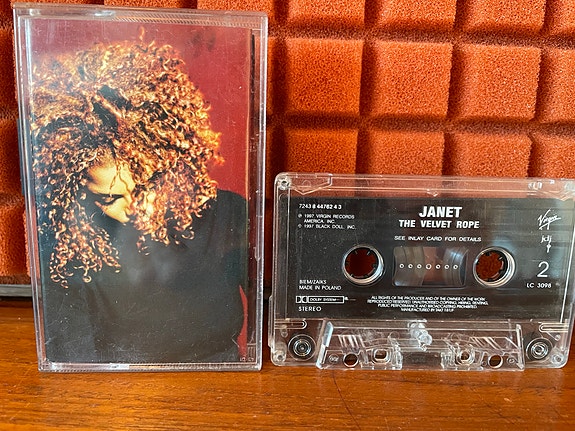 7243 8 44762 4 3
℗ 1997 VIRGIN RECORDS
AMERICA, INC.
© 1997 BLACK DOLL, INC.
JANET
THE VELVET ROPE
SEE INLAY CARD FOR DETAILS
Virgin
jdj
2
LC 3098
BIEM/ZAIKS
MADE IN POLAND
DOLBY SYSTEM
STEREO
ALL RIGHTS OF THE PRODUCER AND OF THE OWNER OF THE WORK
REPRODUCED RESERVED. UNAUTHORISED COPYING, HIRING, RENTING,
PUBLIC PERFORMANCE AND BROADCASTING PROHIBITED.
MANUFACTURED BY TAKT